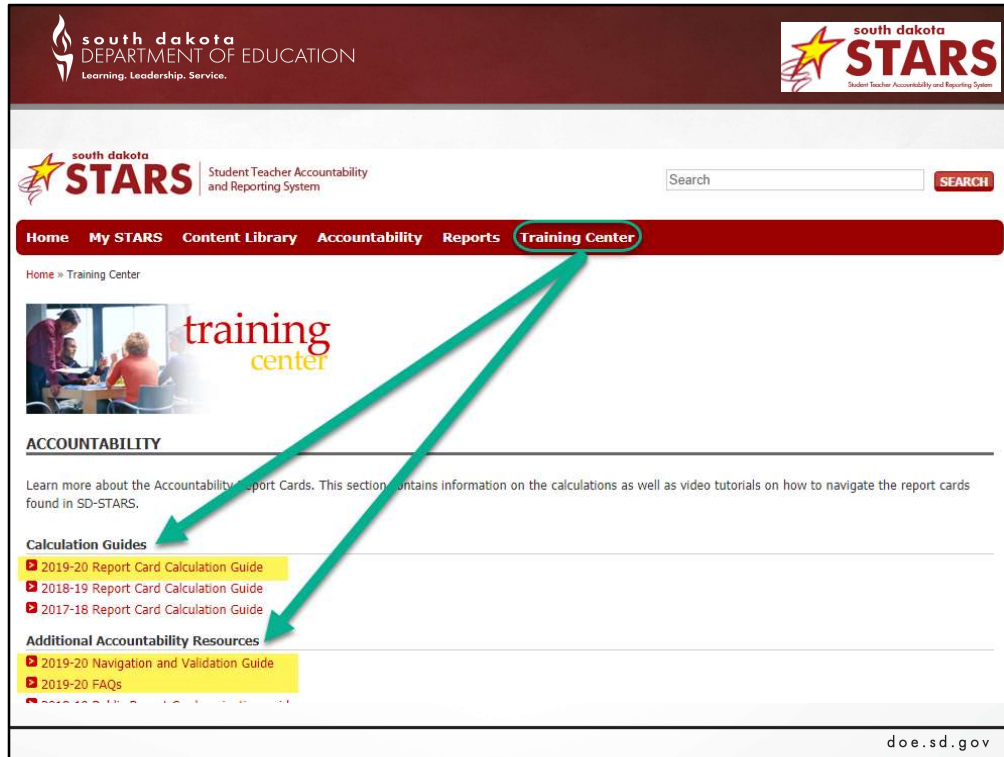 south dakota
DEPARTMENT OF EDUCATION
Learning. Leadership. Service.
south dakota
STARS
Student Teacher Accountability and Reporting System
south dakota
STARS
Student Teacher Accountability
and Reporting System
Search
SEARCH
Home My STARS Content Library Accountability Reports Training Center
Home » Training Center
training
center
ACCOUNTABILITY
Learn more about the Accountability Report Cards. This section contains information on the calculations as well as video tutorials on how to navigate the report cards
found in SD-STARS.
Calculation Guides
2019-20 Report Card Calculation Guide
2018-19 Report Card Calculation Guide
2017-18 Report Card Calculation Guide
Additional Accountability Resources
2019-20 Navigation and Validation Guide
2019-20 FAQs
doe.sd.gov